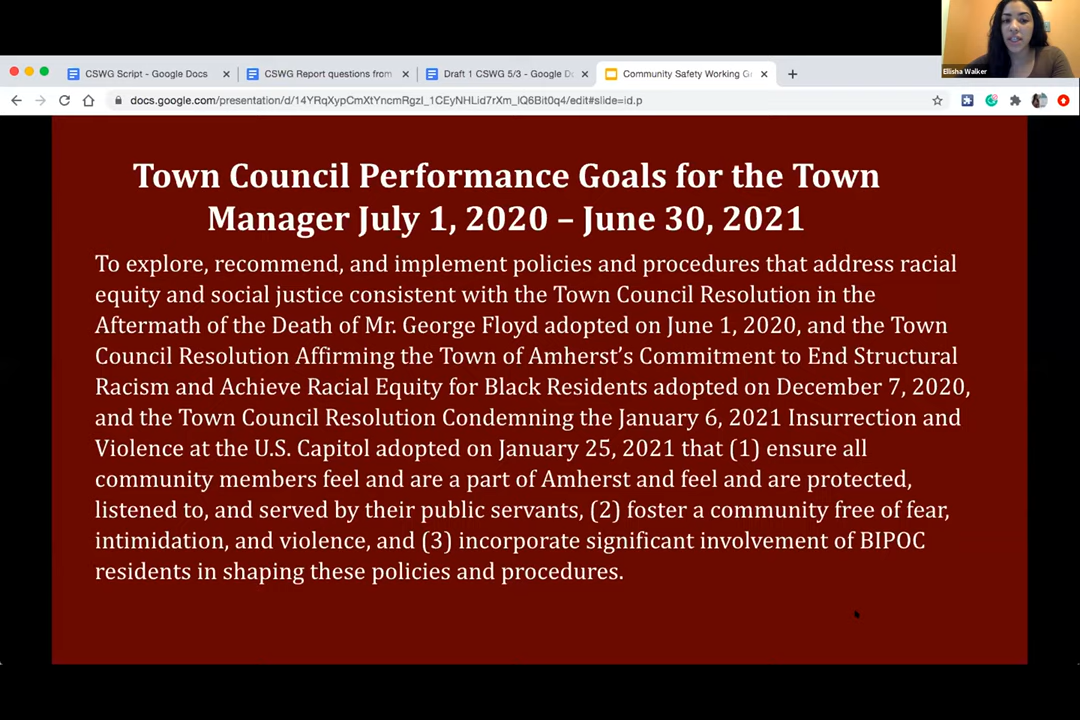 Ellisha Walker
CSWG Script - Google Docs
CSWG Report questions from
Draft 1 CSWG 5/3 - Google Dc
Community Safety Working G
docs.google.com/presentation/d/14YRqXypCmXtYncmRgzI_1CEyNHLid7rXm_lQ6Bit0q4/edit#slide=id.p
Town Council Performance Goals for the Town
Manager July 1, 2020 – June 30, 2021
To explore, recommend, and implement policies and procedures that address racial
equity and social justice consistent with the Town Council Resolution in the
Aftermath of the Death of Mr. George Floyd adopted on June 1, 2020, and the Town
Council Resolution Affirming the Town of Amherst’s Commitment to End Structural
Racism and Achieve Racial Equity for Black Residents adopted on December 7, 2020,
and the Town Council Resolution Condemning the January 6, 2021 Insurrection and
Violence at the U.S. Capitol adopted on January 25, 2021 that (1) ensure all
community members feel and are a part of Amherst and feel and are protected,
listened to, and served by their public servants, (2) foster a community free of fear,
intimidation, and violence, and (3) incorporate significant involvement of BIPOC
residents in shaping these policies and procedures.